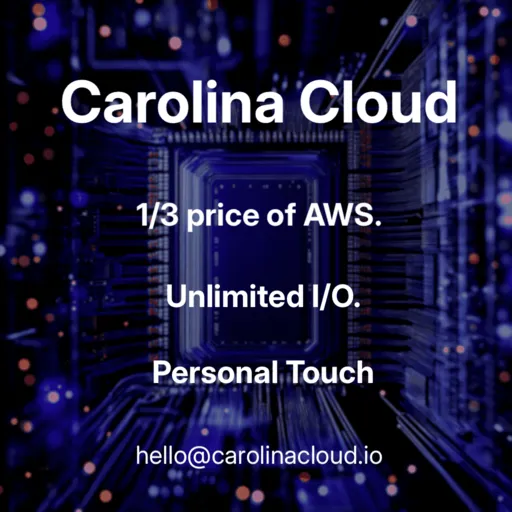 Carolina Cloud
1/3 price of AWS.
Unlimited I/O.
Personal Touch
hello@carolinacloud.io